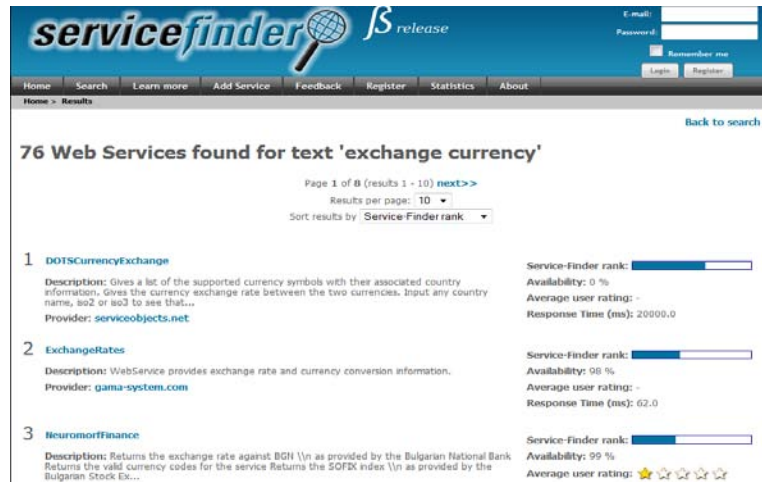 servicefinder
β release
E-mail:
Password:
Remember me
Login Register
Home Search Learn more Add Service Feedback Register Statistics About
Home > Results
Back to search
76 Web Services found for text 'exchange currency'
Page 1 of 8 (results 1 - 10) next>>
Results per page: 10
Sort results by Service-Finder rank
1 DOTSCurrencyExchange
Description: Gives a list of the supported currency symbols with their associated country
information. Gives the currency exchange rate between the two currencies. Input any country
name, iso2 or iso3 to see that...
Provider: serviceobjects.net
Service-Finder rank:
Availability: 0 %
Average user rating: -
Response Time (ms): 20000.0
2 ExchangeRates
Description: WebService provides exchange rate and currency conversion information.
Provider: gama-system.com
Service-Finder rank:
Availability: 98 %
Average user rating: -
Response Time (ms): 62.0
3 NeuromorfFinance
Description: Returns the exchange rate against BGN \\n as provided by the Bulgarian National Bank
Returns the valid currency codes for the service Returns the SOFIX index \\n as provided by the
Bulgarian Stock Ex...
Service-Finder rank:
Availability: 99 %
Average user rating: